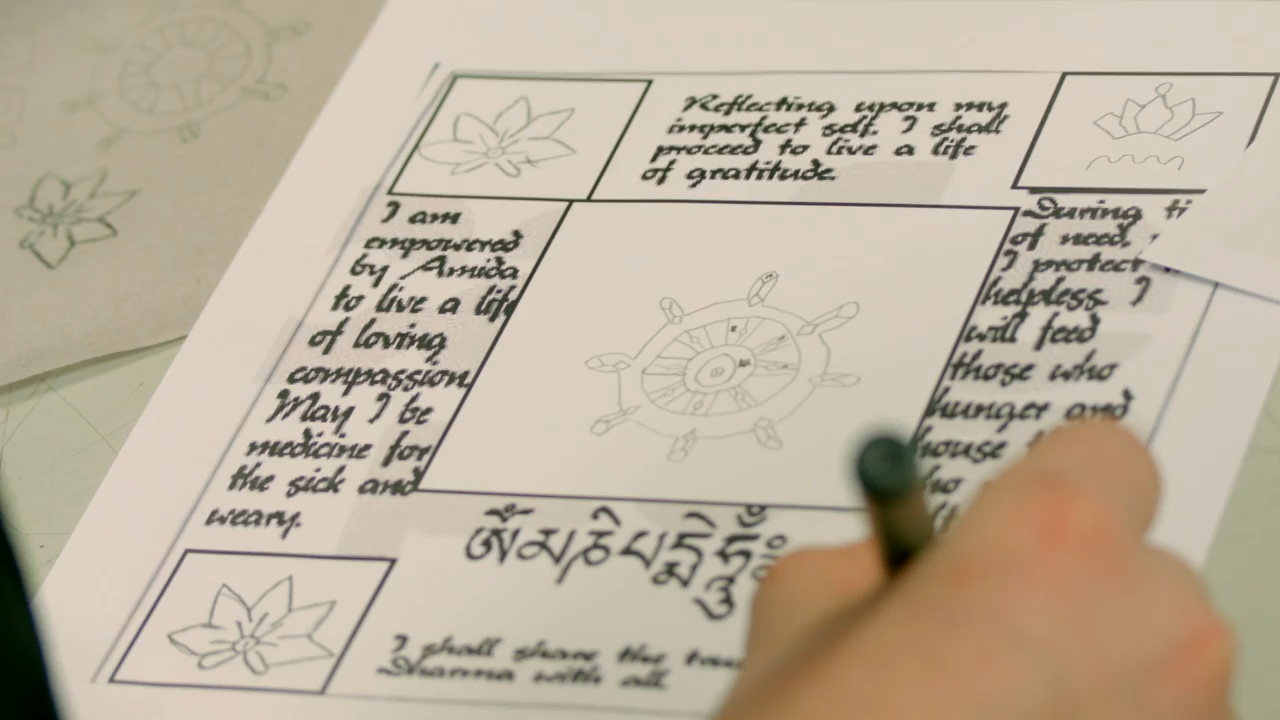 Reflecting upon my
imperfect self. I shall
proceed to live a life
of gratitude.
I am
empowered
by Amida
to live a life
of loving
compassion.
May I be
medicine for
the sick and
weary.
During
of need,
I protect
helpless. I
will feed
those who
hunger and
house
ༀ་མ་ཎི་པདྨེ་ཧཱུྃ
I shall share the
Dharma with all.